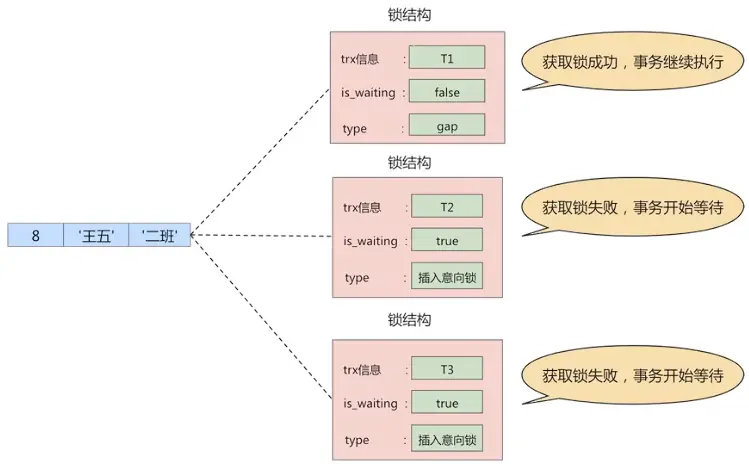 锁结构
trx信息 : T1
is_waiting : false
type : gap
获取锁成功，事务继续执行
锁结构
trx信息 : T2
is_waiting : true
type : 插入意向锁
获取锁失败，事务开始等待
8 '王五' '二班'
锁结构
trx信息 : T3
is_waiting : true
type : 插入意向锁
获取锁失败，事务开始等待